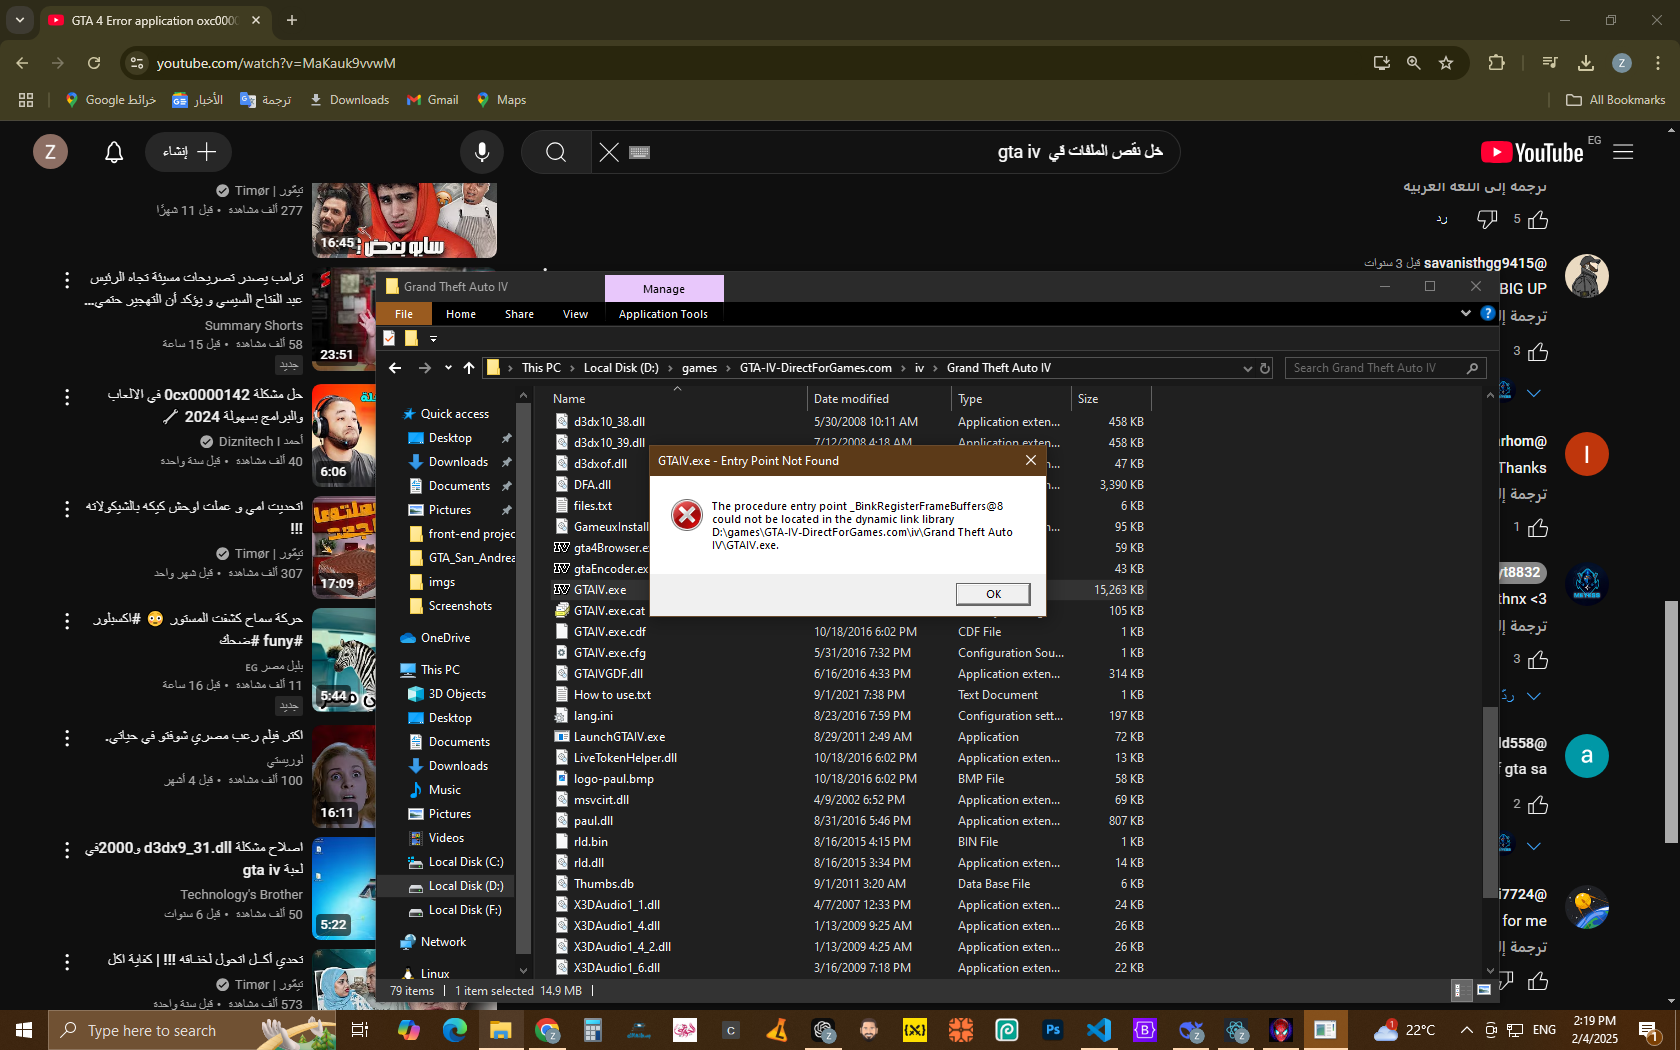 GTA 4 Error application oxc0000
youtube.com/watch?v=MaKauk9vvwM
Z
خرائط Google
الأخبار
ترجمة
Downloads
Gmail
Maps
All Bookmarks
Z
إنشاء
خل نقص الملفات في gta iv
YouTube
EG
تيمّور | Timør
277 ألف مشاهدة • قبل 11 شهرًا
16:45
سايو بعض
ترامب يصدر تصريحات مسيئة تجاه الرئيس
عبد الفتاح السيسي و يؤكد أن التهجير حتمي...
Summary Shorts
58 ألف مشاهدة • قبل 15 ساعة
جديد
23:51
حل مشكلة 0cx0000142 في الالعاب
والبرامج بسهولة 2024
أحمد | Diznitech
40 ألف مشاهدة • قبل سنة واحدة
6:06
اتحديت امي و عملت اوحش كيكه بالشيكولاته
!!!
تيمّور | Timør
307 ألف مشاهدة • قبل شهر واحد
17:09
حركة سماح كشفت المستور 😳 #اكسبلور
#funy #ضحك
بليل مصر EG
11 ألف مشاهدة • قبل 16 ساعة
جديد
5:44
اكتر فيلم رعب مصري شوفتو في حياتي.
لوريستي
100 ألف مشاهدة • قبل 4 أشهر
16:11
اصلاح مشكلة d3dx9_31.dll و2000في
لعبة gta iv
Technology's Brother
50 ألف مشاهدة • قبل 6 سنوات
5:22
تحدي أكــل اتحول لخناقه !!! | كفاية اكل
تيمّور | Timør
573 ألف مشاهدة • قبل سنة واحدة
ترجمة إلى اللغة العربية
رد
5
@savanisthgg9415 قبل 3 سنوات
BIG UP
3
Thanks
1
thnx <3
3
gta sa
2
for me
Grand Theft Auto IV
Manage
File
Home
Share
View
Application Tools
This PC
Local Disk (D:)
games
GTA-IV-DirectForGames.com
iv
Grand Theft Auto IV
Search Grand Theft Auto IV
Quick access
Desktop
Downloads
Documents
Pictures
front-end projec
GTA_San_Andrea
imgs
Screenshots
OneDrive
This PC
3D Objects
Desktop
Documents
Downloads
Music
Pictures
Videos
Local Disk (C:)
Local Disk (D:)
Local Disk (F:)
Network
Linux
Name Date modified Type Size
d3dx10_38.dll 5/30/2008 10:11 AM Application exten... 458 KB
d3dx10_39.dll 7/12/2008 4:18 AM Application exten... 458 KB
d3dxof.dll 47 KB
DFA.dll 3,390 KB
files.txt 6 KB
GameuxInstall 95 KB
gta4Browser.ex 59 KB
gtaEncoder.ex 43 KB
GTAIV.exe 15,263 KB
GTAIV.exe.cat 105 KB
GTAIV.exe.cdf 10/18/2016 6:02 PM CDF File 1 KB
GTAIV.exe.cfg 5/31/2016 7:32 PM Configuration Sou... 1 KB
GTAIVGDF.dll 6/16/2016 4:33 PM Application exten... 314 KB
How to use.txt 9/1/2021 7:38 PM Text Document 1 KB
lang.ini 8/23/2016 7:59 PM Configuration sett... 197 KB
LaunchGTAIV.exe 8/29/2011 2:49 AM Application 72 KB
LiveTokenHelper.dll 10/18/2016 6:02 PM Application exten... 13 KB
logo-paul.bmp 10/18/2016 6:02 PM BMP File 58 KB
msvcirt.dll 4/9/2002 6:52 PM Application exten... 69 KB
paul.dll 8/31/2016 5:46 PM Application exten... 807 KB
rld.bin 8/16/2015 4:15 PM BIN File 1 KB
rld.dll 8/16/2015 3:34 PM Application exten... 14 KB
Thumbs.db 9/1/2011 3:20 AM Data Base File 6 KB
X3DAudio1_1.dll 4/7/2007 12:33 PM Application exten... 24 KB
X3DAudio1_4.dll 1/13/2009 9:25 AM Application exten... 26 KB
X3DAudio1_4_2.dll 1/13/2009 4:25 AM Application exten... 26 KB
X3DAudio1_6.dll 3/16/2009 7:18 PM Application exten... 22 KB
79 items 1 item selected 14.9 MB
GTAIV.exe - Entry Point Not Found
The procedure entry point _BinkRegisterFrameBuffers@8
could not be located in the dynamic link library
D:\games\GTA-IV-DirectForGames.com\iv\Grand Theft Auto
IV\GTAIV.exe.
OK
Type here to search
22°C
ENG
2:19 PM
2/4/2025